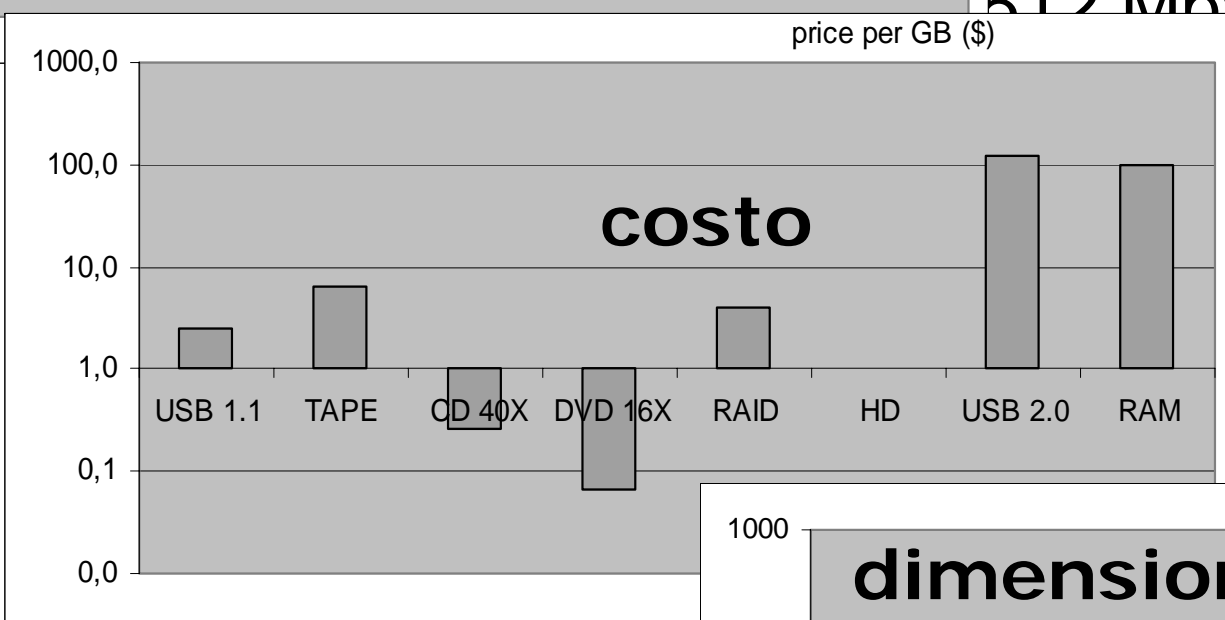 price per GB ($)
1000,0
100,0
costo
10,0
1,0
USB 1.1 TAPE CD 40X DVD 16X RAID HD USB 2.0 RAM
0,1
0,0
1000